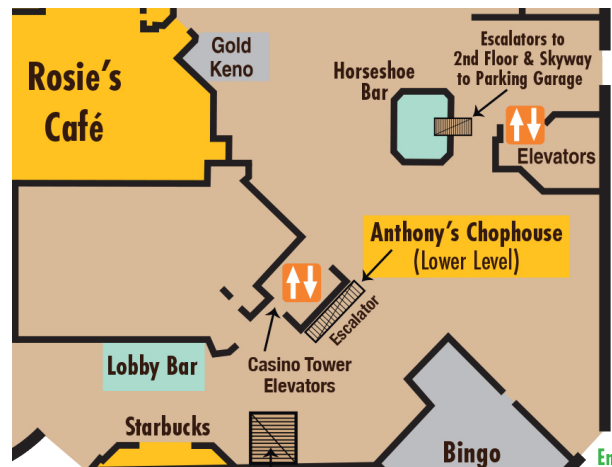 Rosie's
Café
Gold
Keno
Horseshoe
Bar
Escalators to
2nd Floor & Skyway
to Parking Garage
Elevators
Anthony's Chophouse
(Lower Level)
Escalator
Casino Tower
Elevators
Lobby Bar
Starbucks
Bingo